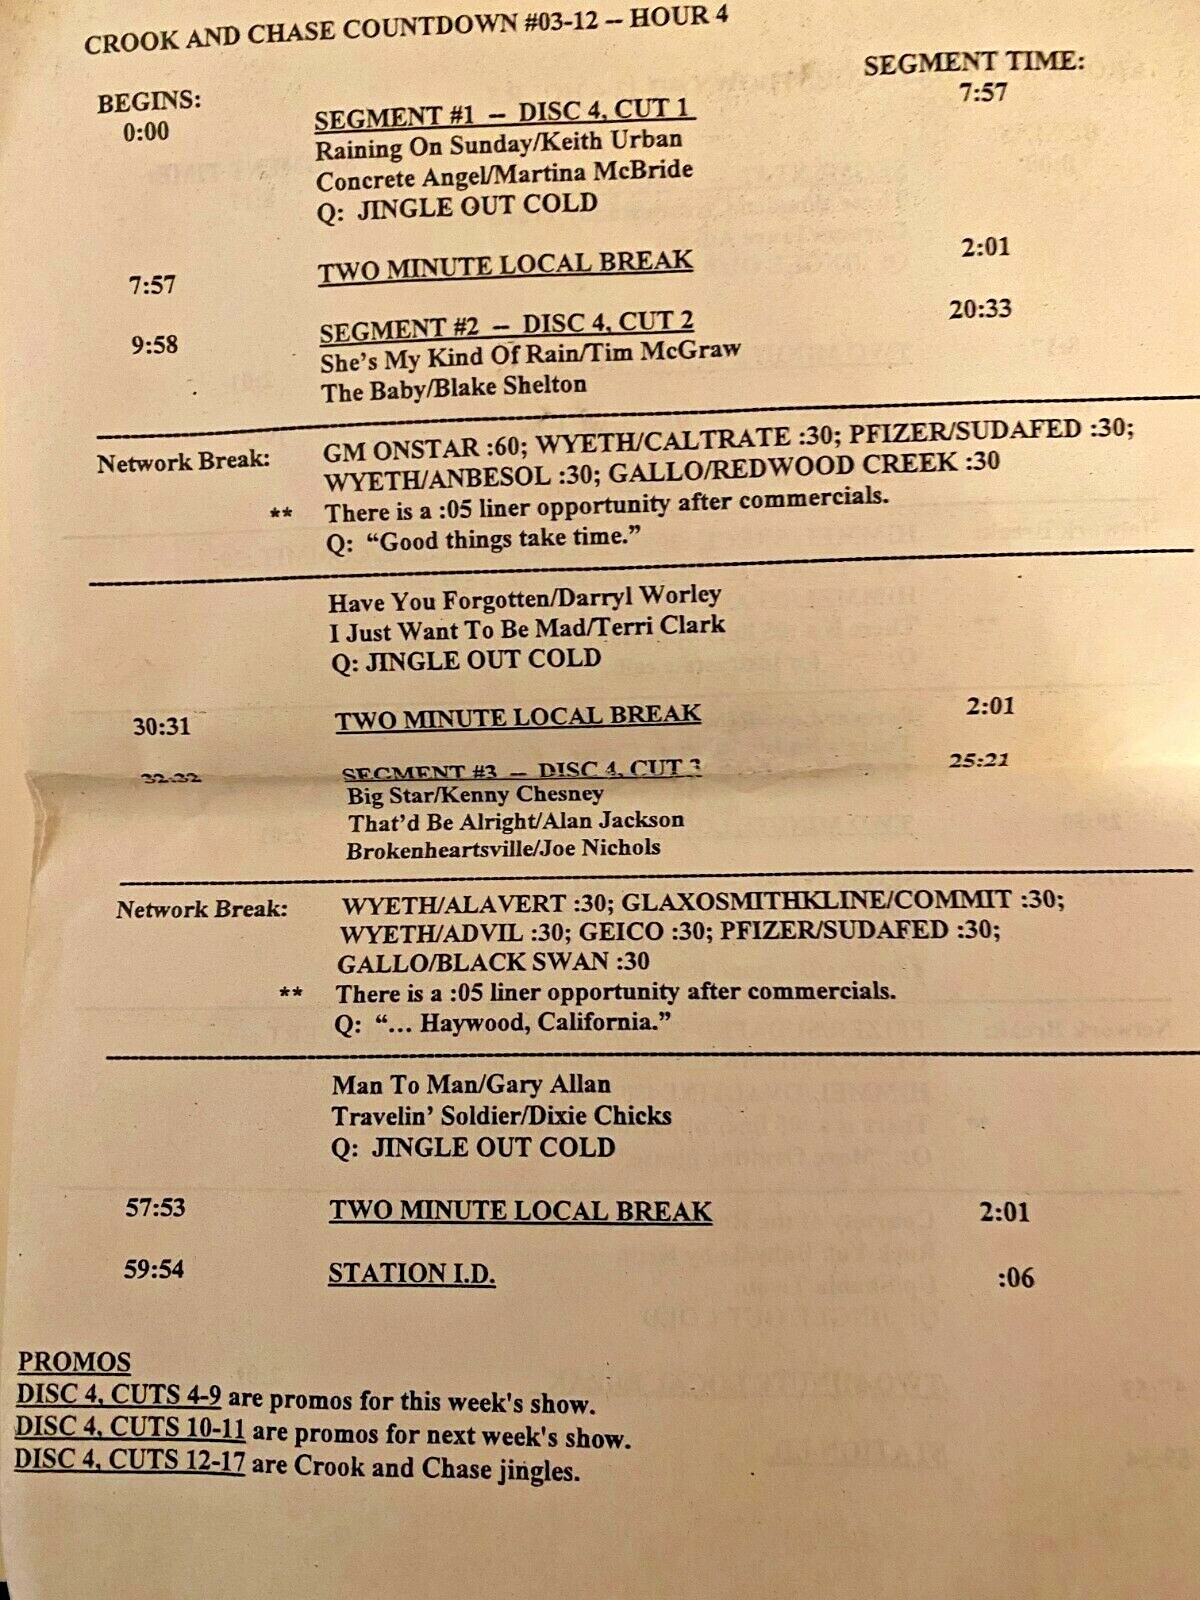 CROOK AND CHASE COUNTDOWN #03-12 -- HOUR 4
BEGINS: SEGMENT TIME:
0:00 SEGMENT #1 -- DISC 4, CUT 1 7:57
Raining On Sunday/Keith Urban
Concrete Angel/Martina McBride
Q: JINGLE OUT COLD
7:57 TWO MINUTE LOCAL BREAK 2:01
9:58 SEGMENT #2 -- DISC 4, CUT 2 20:33
She's My Kind Of Rain/Tim McGraw
The Baby/Blake Shelton
Network Break: GM ONSTAR :60; WYETH/CALTRATE :30; PFIZER/SUDAFED :30;
WYETH/ANBESOL :30; GALLO/REDWOOD CREEK :30
** There is a :05 liner opportunity after commercials.
Q: “Good things take time.”
Have You Forgotten/Darryl Worley
I Just Want To Be Mad/Terri Clark
Q: JINGLE OUT COLD
30:31 TWO MINUTE LOCAL BREAK 2:01
32:32 SEGMENT #3 -- DISC 4, CUT 3 25:21
Big Star/Kenny Chesney
That'd Be Alright/Alan Jackson
Brokenheartsville/Joe Nichols
Network Break: WYETH/ALAVERT :30; GLAXOSMITHKLINE/COMMIT :30;
WYETH/ADVIL :30; GEICO :30; PFIZER/SUDAFED :30;
GALLO/BLACK SWAN :30
** There is a :05 liner opportunity after commercials.
Q: “... Haywood, California.”
Man To Man/Gary Allan
Travelin' Soldier/Dixie Chicks
Q: JINGLE OUT COLD
57:53 TWO MINUTE LOCAL BREAK 2:01
59:54 STATION I.D. :06
PROMOS
DISC 4, CUTS 4-9 are promos for this week's show.
DISC 4, CUTS 10-11 are promos for next week's show.
DISC 4, CUTS 12-17 are Crook and Chase jingles.